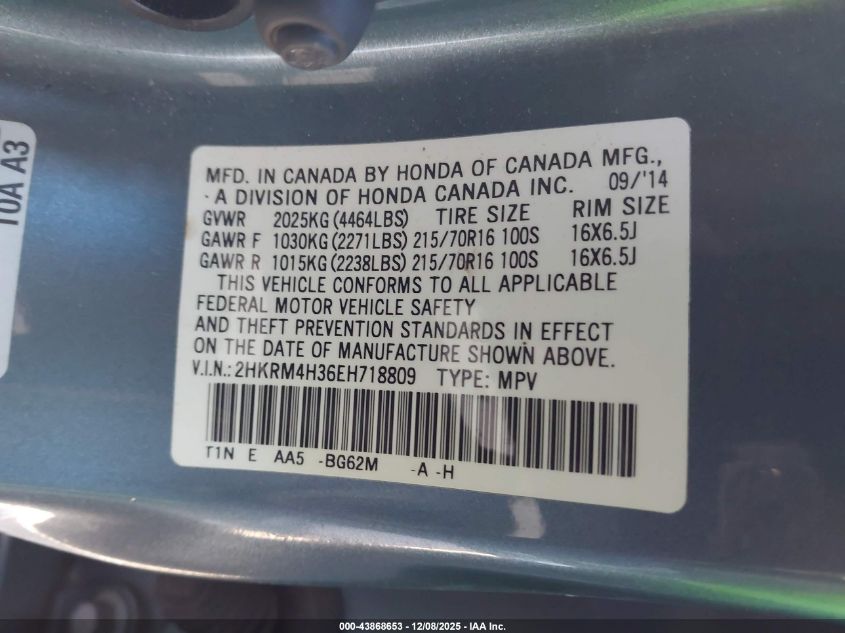 10A A3
MFD. IN CANADA BY HONDA OF CANADA MFG.,
A DIVISION OF HONDA CANADA INC. 09/'14
GVWR 2025KG (4464LBS) TIRE SIZE RIM SIZE
GAWR F 1030KG (2271LBS) 215/70R16 100S 16X6.5J
GAWR R 1015KG (2238LBS) 215/70R16 100S 16X6.5J
THIS VEHICLE CONFORMS TO ALL APPLICABLE
FEDERAL MOTOR VEHICLE SAFETY
AND THEFT PREVENTION STANDARDS IN EFFECT
ON THE DATE OF MANUFACTURE SHOWN ABOVE.
V.I.N.: 2HKRM4H36EH718809 TYPE: MPV
T1N E AA5 -BG62M -A -H
000-43868653 - 12/08/2025 - IAA Inc.